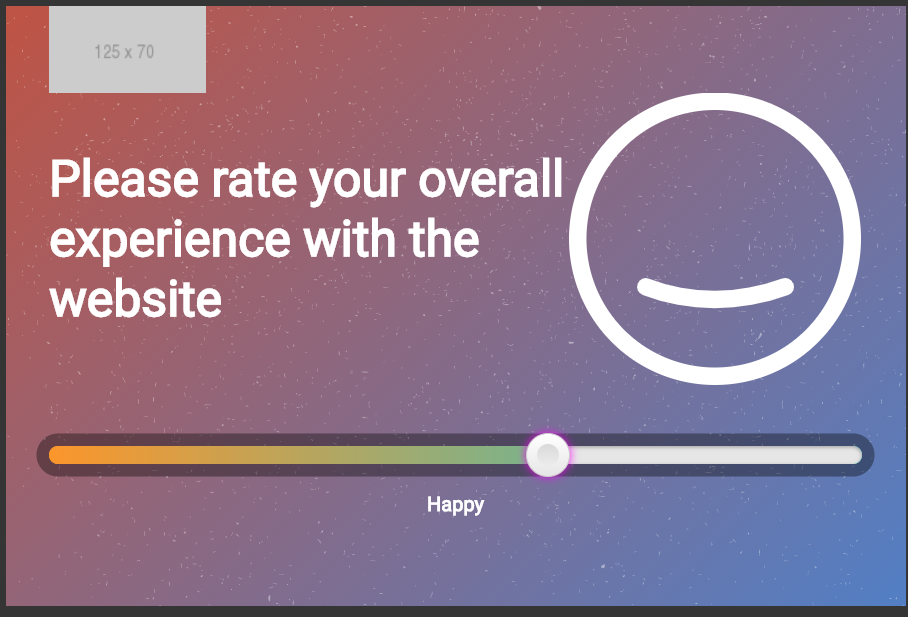 125 x 70
Please rate your overall
experience with the
website
Happy